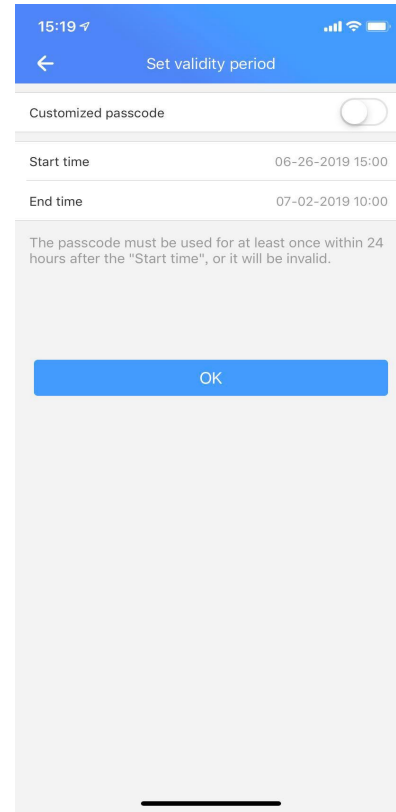 15:19
Set validity period
Customized passcode
Start time 06-26-2019 15:00
End time 07-02-2019 10:00
The passcode must be used for at least once within 24
hours after the "Start time", or it will be invalid.
OK